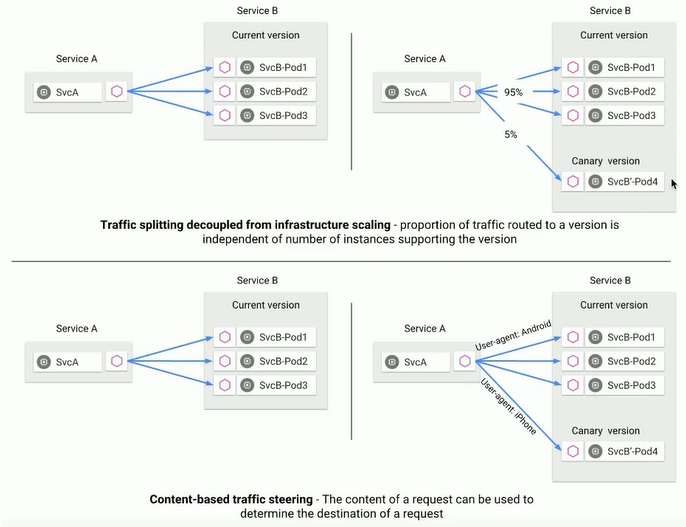 Service B
Current version
Service A
SvcA
SvcB-Pod1
SvcB-Pod2
SvcB-Pod3
Service B
Current version
Service A
SvcA
95%
5%
SvcB-Pod1
SvcB-Pod2
SvcB-Pod3
Canary version
SvcB'-Pod4
Traffic splitting decoupled from infrastructure scaling - proportion of traffic routed to a version is
independent of number of instances supporting the version
Service B
Current version
Service A
SvcA
SvcB-Pod1
SvcB-Pod2
SvcB-Pod3
Service B
Current version
Service A
SvcA
User-agent: Android
User-agent: iPhone
SvcB-Pod1
SvcB-Pod2
SvcB-Pod3
Canary version
SvcB'-Pod4
Content-based traffic steering - The content of a request can be used to
determine the destination of a request